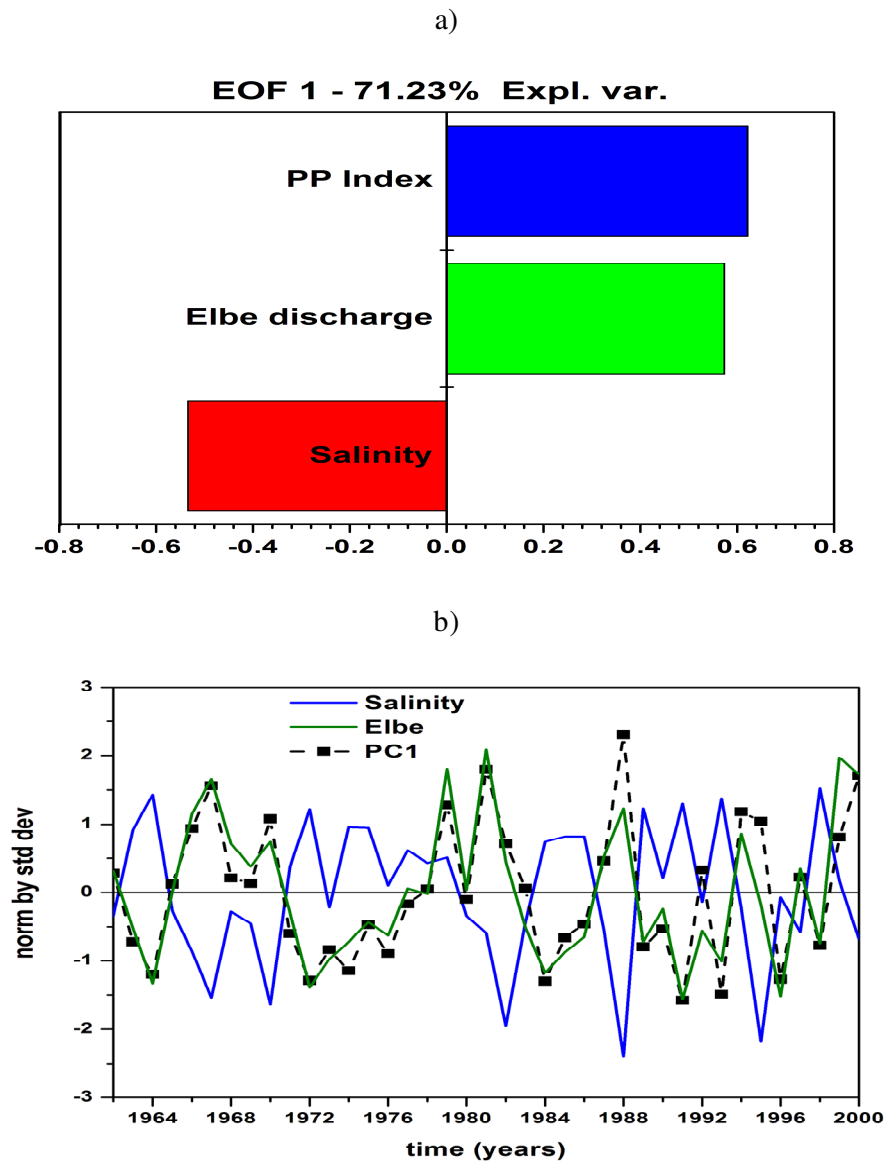 a)
EOF 1 - 71.23% Expl. var.
PP Index
Elbe discharge
Salinity
-0.8 -0.6 -0.4 -0.2 0.0 0.2 0.4 0.6 0.8
b)
3
2
1
0
-1
-2
-3
norm by std dev
Salinity
Elbe
PC1
1964 1968 1972 1976 1980 1984 1988 1992 1996 2000
time (years)